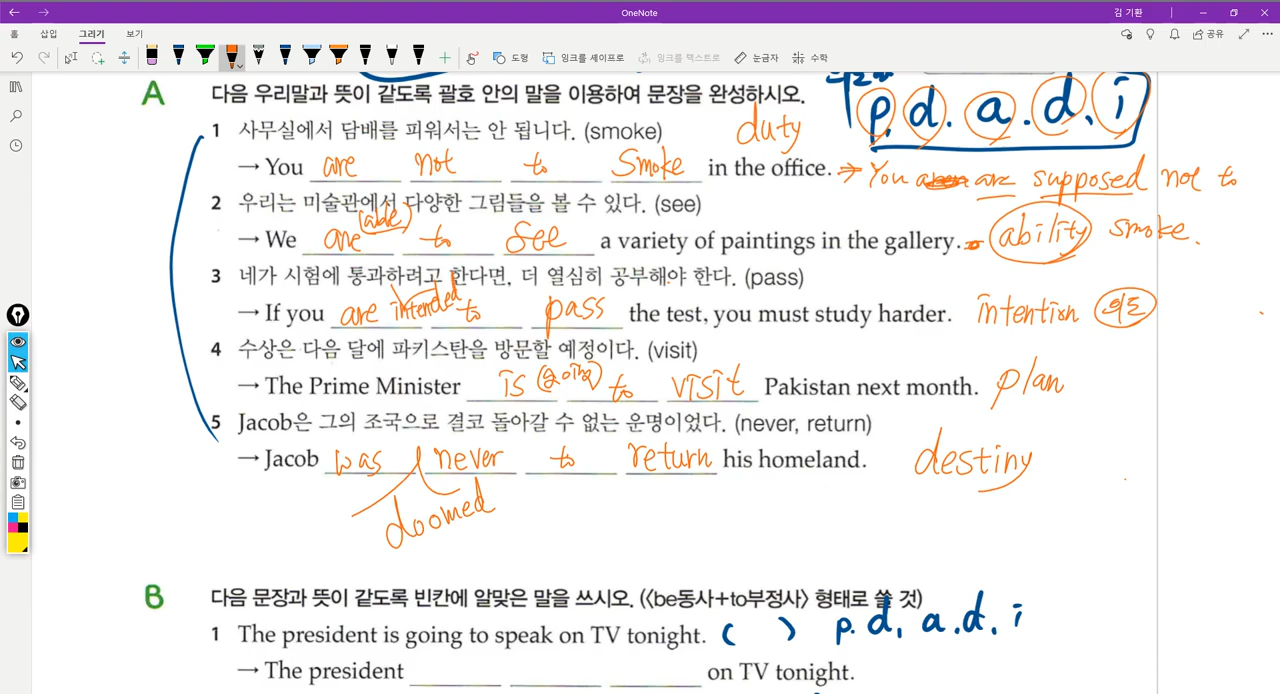 OneNote
김 기환
홈 삽입 그리기 보기
도형 잉크를 셰이프로 잉크를 텍스트로 눈금자 수학 공유
A 다음 우리말과 뜻이 같도록 괄호 안의 말을 이용하여 문장을 완성하시오.
p. d. a. d. i
1 사무실에서 담배를 피워서는 안 됩니다. (smoke) duty
→ You are not to smoke in the office. → You are supposed not to smoke.
2 우리는 미술관에서 다양한 그림들을 볼 수 있다. (see)
→ We are (able) to see a variety of paintings in the gallery. ability
3 네가 시험에 통과하려고 한다면, 더 열심히 공부해야 한다. (pass)
→ If you are intended to pass the test, you must study harder. intention 의도
4 수상은 다음 달에 파키스탄을 방문할 예정이다. (visit)
→ The Prime Minister is to visit Pakistan next month. plan
5 Jacob은 그의 조국으로 결코 돌아갈 수 없는 운명이었다. (never, return)
→ Jacob was never to return his homeland. destiny
doomed
B 다음 문장과 뜻이 같도록 빈칸에 알맞은 말을 쓰시오. (〈be동사+to부정사〉 형태로 쓸 것)
1 The president is going to speak on TV tonight. ( ) p. d. a. d. i
→ The president on TV tonight.